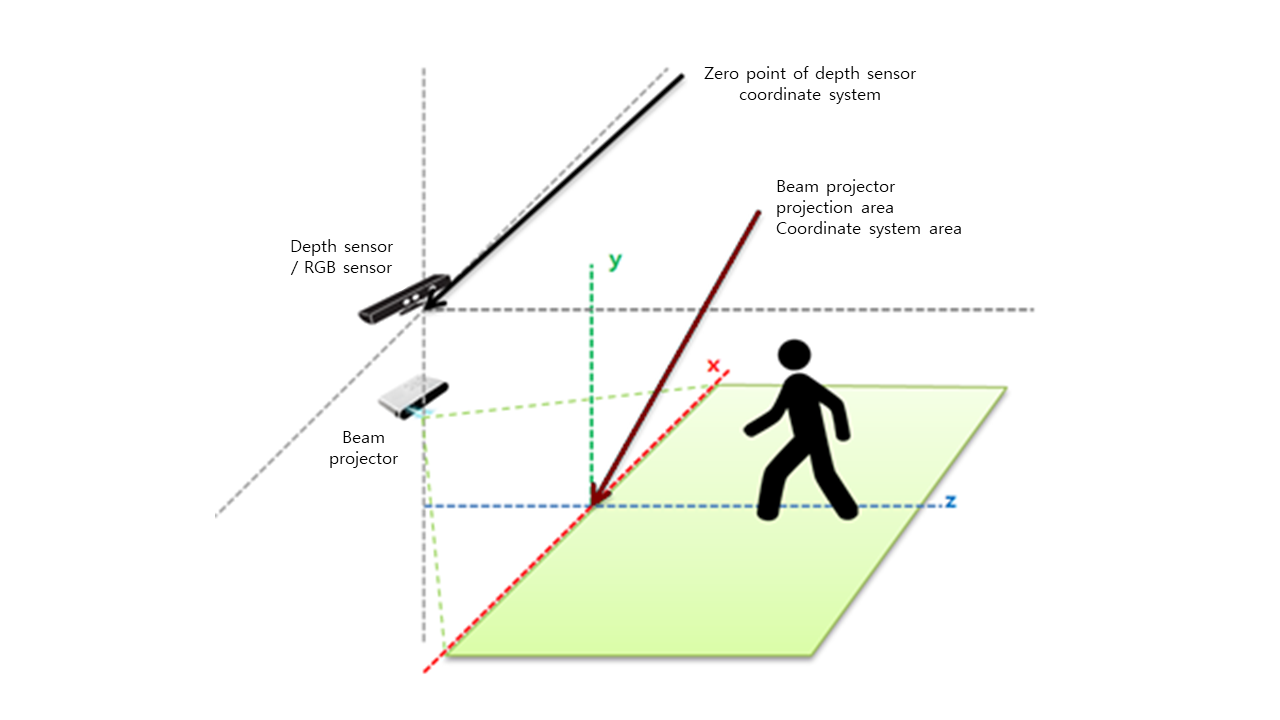 Zero point of depth sensor
coordinate system
Beam projector
projection area
Coordinate system area
Depth sensor
/ RGB sensor
y
x
Beam
projector
z